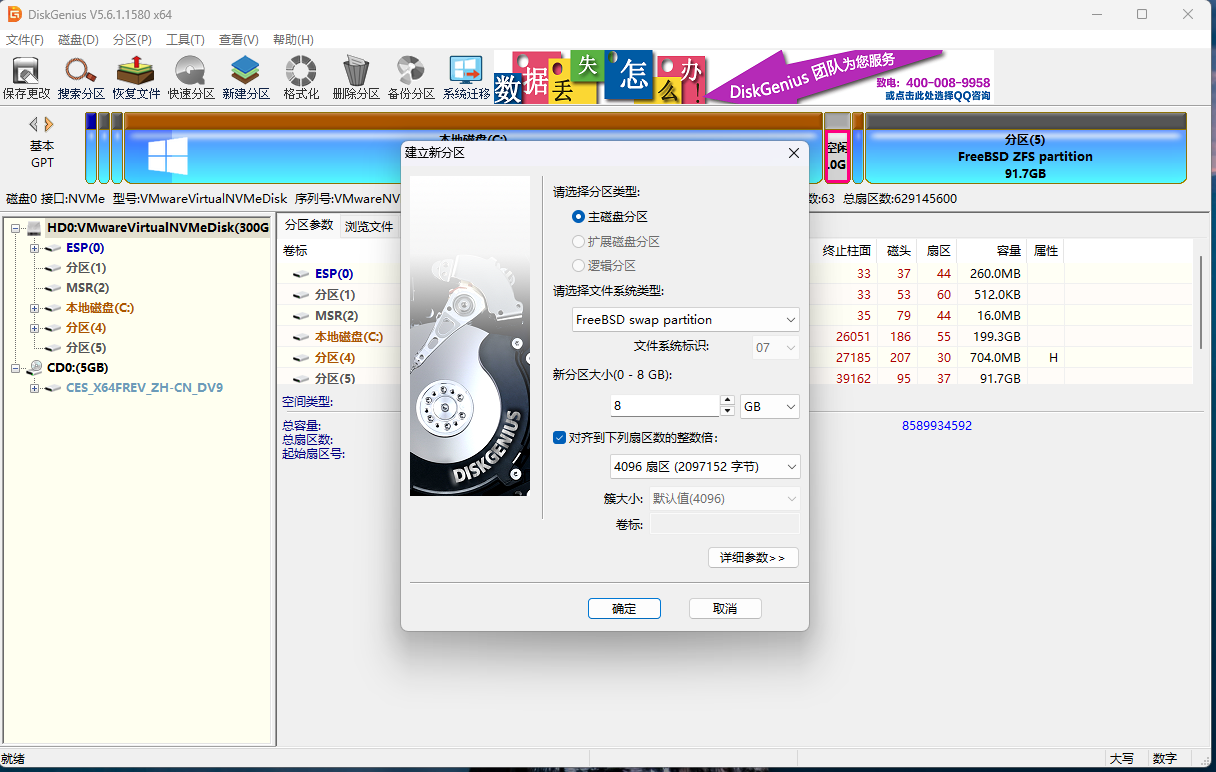 DiskGenius V5.6.1.1580 x64
文件(F) 磁盘(D) 分区(P) 工具(T) 查看(V) 帮助(H)
保存更改 搜索分区 恢复文件 快速分区 新建分区 格式化 删除分区 备份分区 系统迁移
数据丢失怎么办!
DiskGenius 团队为您服务
致电: 400-008-9958
或点击此处选择QQ咨询
基本
GPT
本地磁盘(C:)
空闲
.0G
分区(5)
FreeBSD ZFS partition
91.7GB
磁盘0 接口:NVMe 型号:VMwareVirtualNVMeDisk 序列号:VMwareNV
数:63 总扇区数:629145600
HD0:VMwareVirtualNVMeDisk(300G
ESP(0)
分区(1)
MSR(2)
本地磁盘(C:)
分区(4)
分区(5)
CD0:(5GB)
CES_X64FREV_ZH-CN_DV9
分区参数 浏览文件
卷标 终止柱面 磁头 扇区 容量 属性
ESP(0) 33 37 44 260.0MB
分区(1) 33 53 60 512.0KB
MSR(2) 35 79 44 16.0MB
本地磁盘(C:) 26051 186 55 199.3GB
分区(4) 27185 207 30 704.0MB H
分区(5) 39162 95 37 91.7GB
空间类型:
总容量: 8589934592
总扇区数:
起始扇区号:
建立新分区
请选择分区类型:
主磁盘分区
扩展磁盘分区
逻辑分区
请选择文件系统类型:
FreeBSD swap partition
文件系统标识: 07
新分区大小(0 - 8 GB):
8 GB
对齐到下列扇区数的整数倍:
4096 扇区 (2097152 字节)
簇大小: 默认值(4096)
卷标:
详细参数>>
确定 取消
DISKGENIUS
就绪 大写 数字